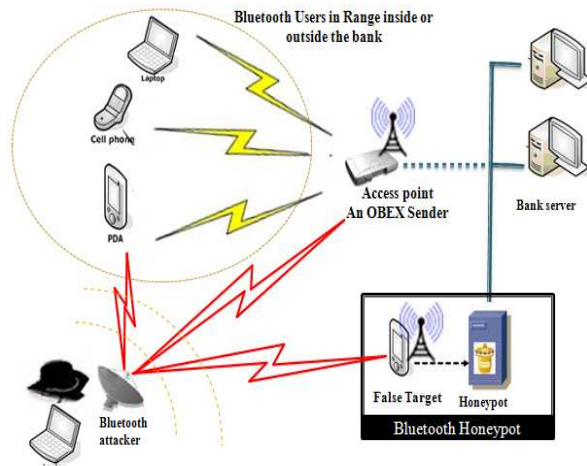 Bluetooth Users in Range inside or
outside the bank
Laptop
Cell phone
PDA
Access point
An OBEX Sender
Bank server
False Target
Honeypot
Bluetooth
attacker
Bluetooth Honeypot